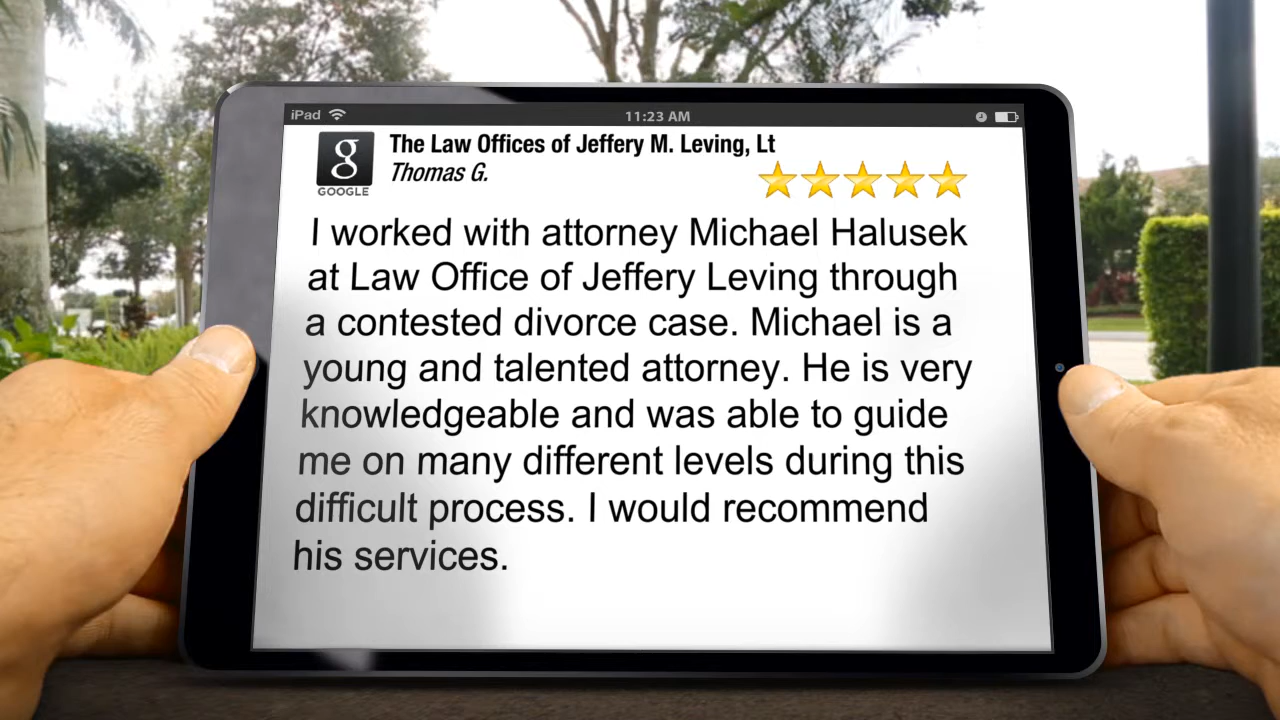 iPad 11:23 AM
g
GOOGLE
The Law Offices of Jeffery M. Leving, Lt
Thomas G.
I worked with attorney Michael Halusek
at Law Office of Jeffery Leving through
a contested divorce case. Michael is a
young and talented attorney. He is very
knowledgeable and was able to guide
me on many different levels during this
difficult process. I would recommend
his services.